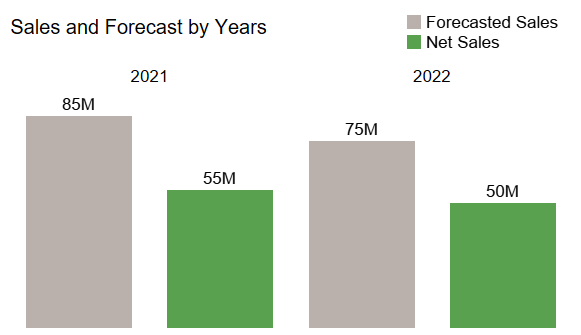 Sales and Forecast by Years
Forecasted Sales
Net Sales
2021
2022
85M
55M
75M
50M